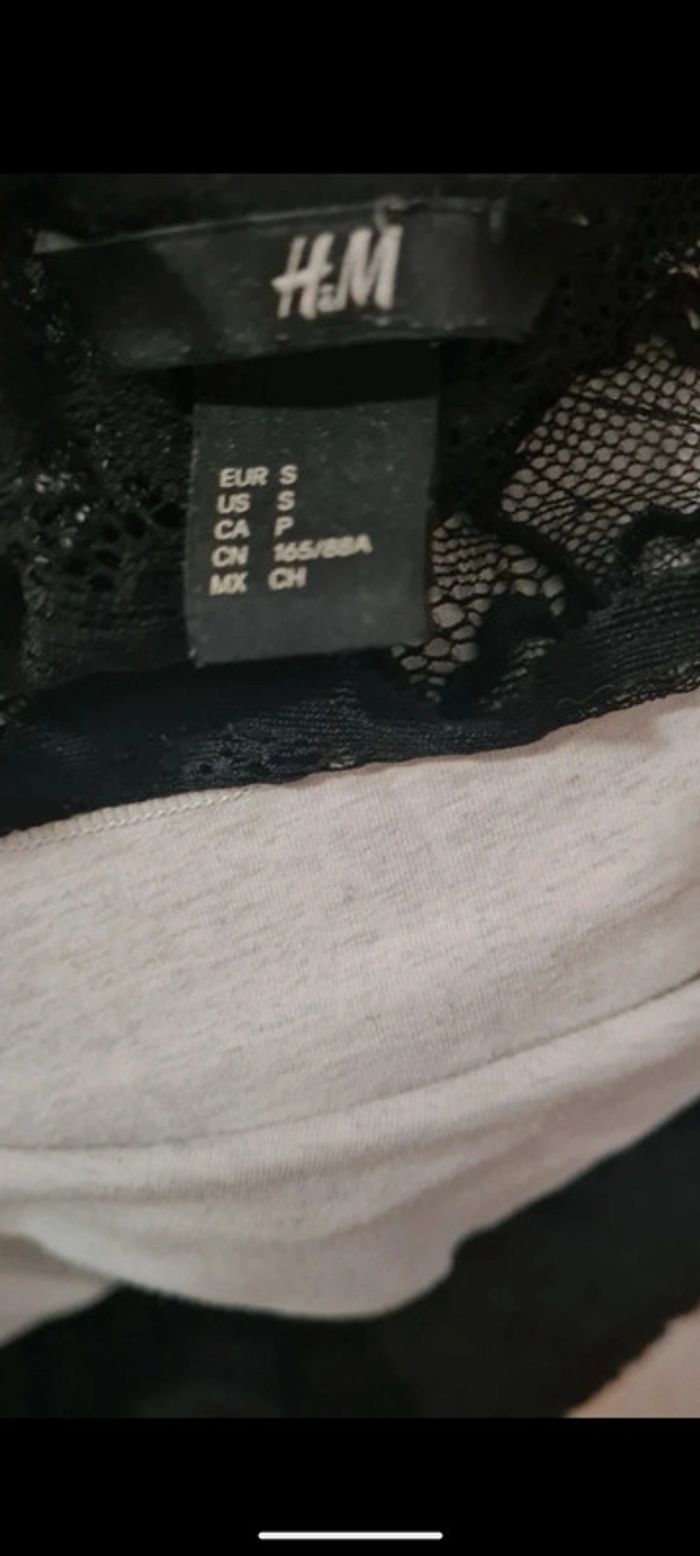 H&M
EUR S
US S
CA P
CN 165/88A
MX CH